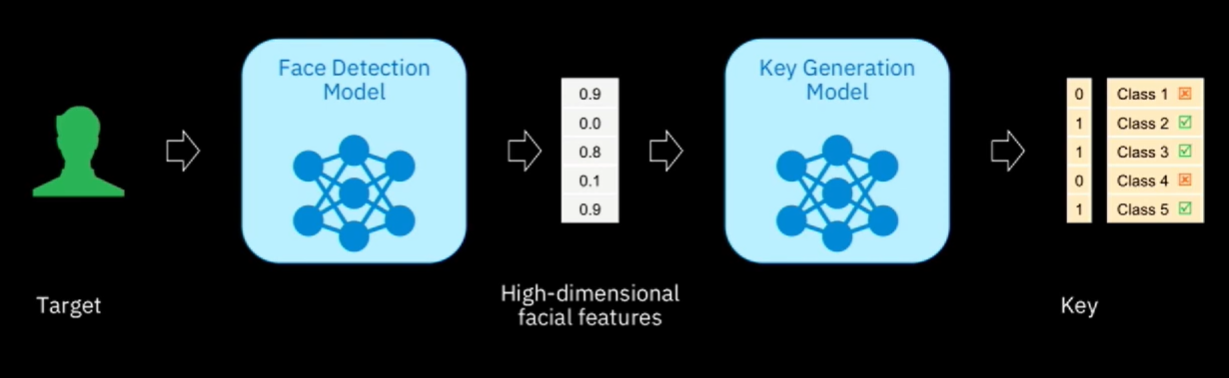 Face Detection
Model
Key Generation
Model
0.9
0.0
0.8
0.1
0.9
0 Class 1
1 Class 2
1 Class 3
0 Class 4
1 Class 5
Target
High-dimensional
facial features
Key